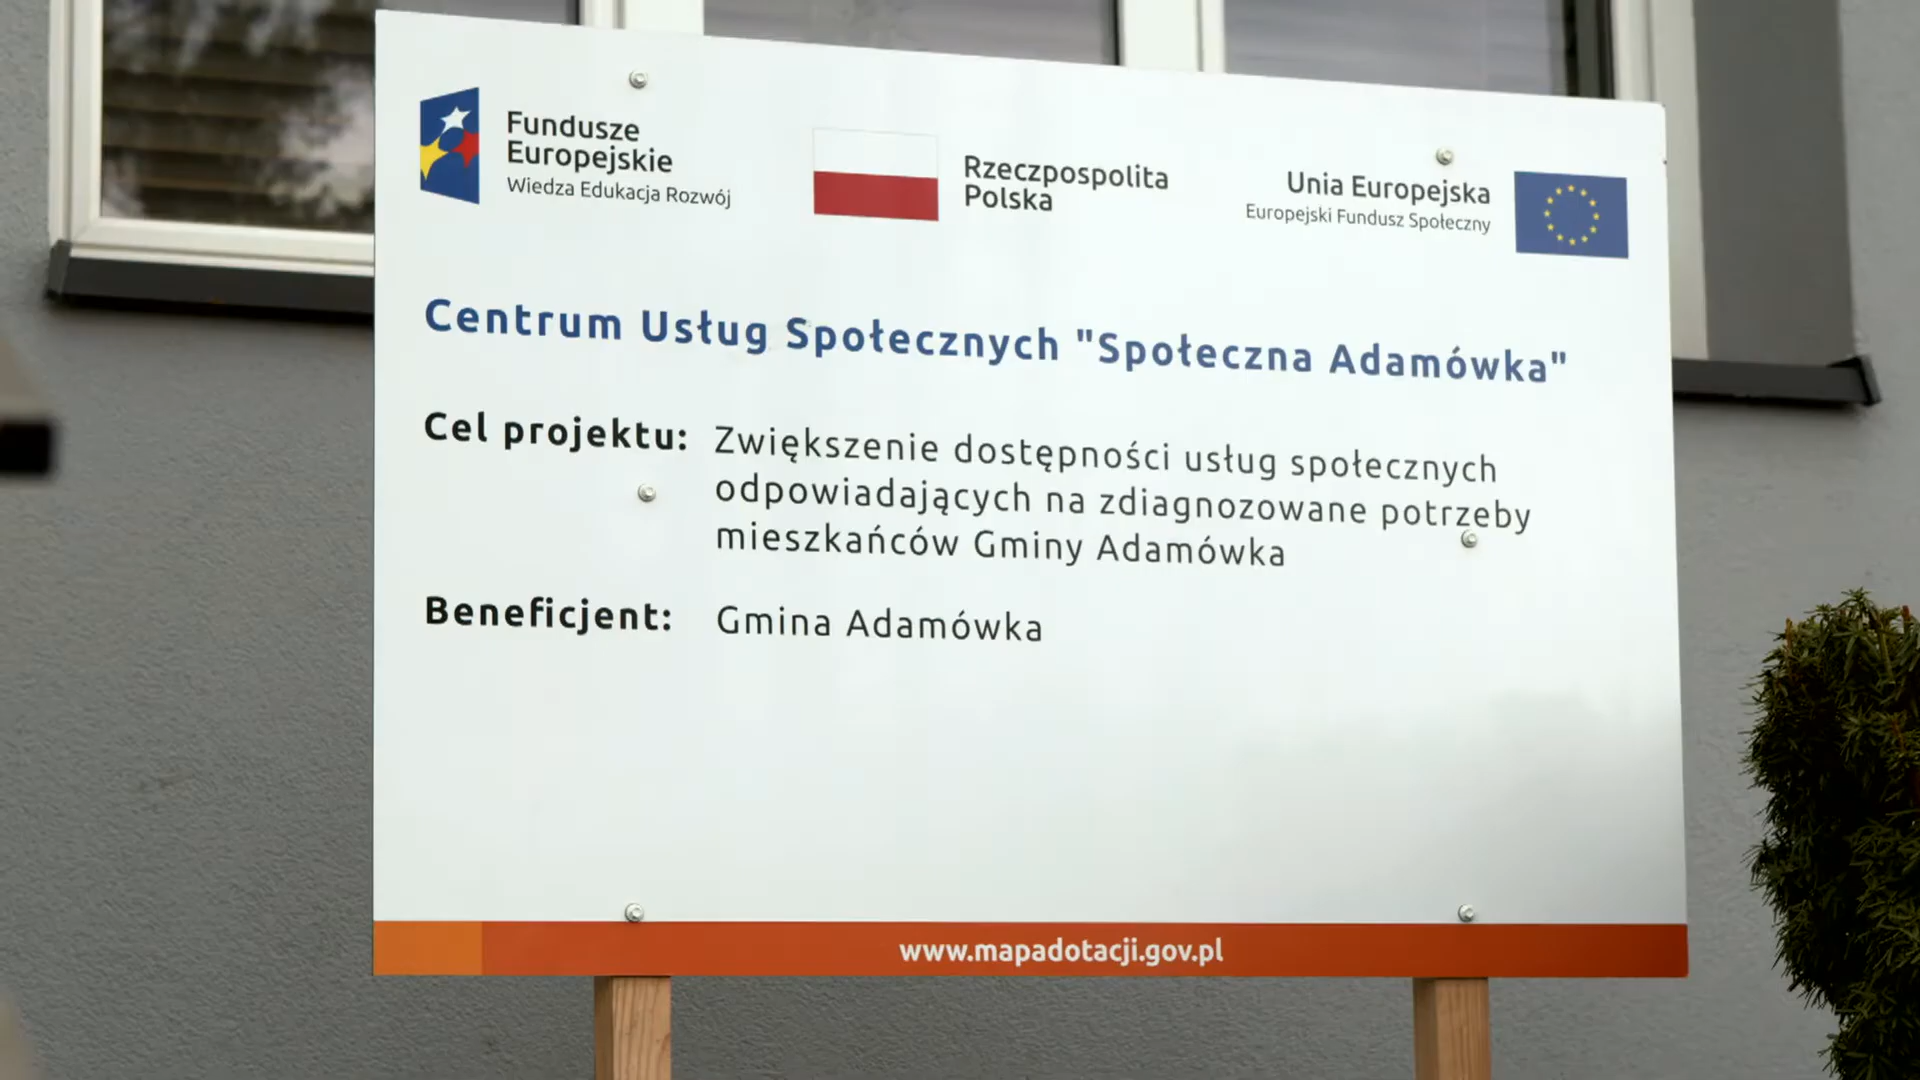 Fundusze
Europejskie
Wiedza Edukacja Rozwój
Rzeczpospolita
Polska
Unia Europejska
Europejski Fundusz Społeczny
Centrum Usług Społecznych "Społeczna Adamówka"
Cel projektu: Zwiększenie dostępności usług społecznych
odpowiadających na zdiagnozowane potrzeby
mieszkańców Gminy Adamówka
Beneficjent: Gmina Adamówka
www.mapadotacji.gov.pl